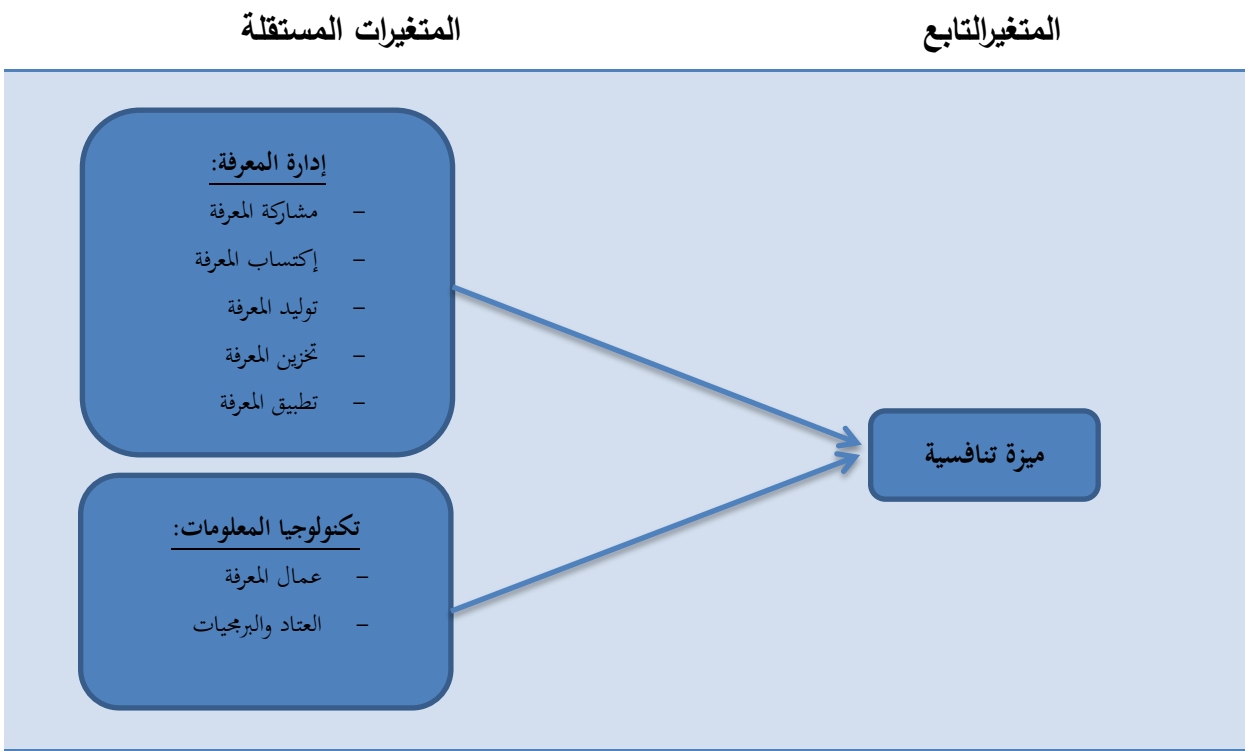 المتغيرات المستقلة
المتغيرالتابع
إدارة المعرفة:
- مشاركة المعرفة
- إكتساب المعرفة
- توليد المعرفة
- تخزين المعرفة
- تطبيق المعرفة
تكنولوجيا المعلومات:
- عمال المعرفة
- العتاد والبرمجيات
ميزة تنافسية